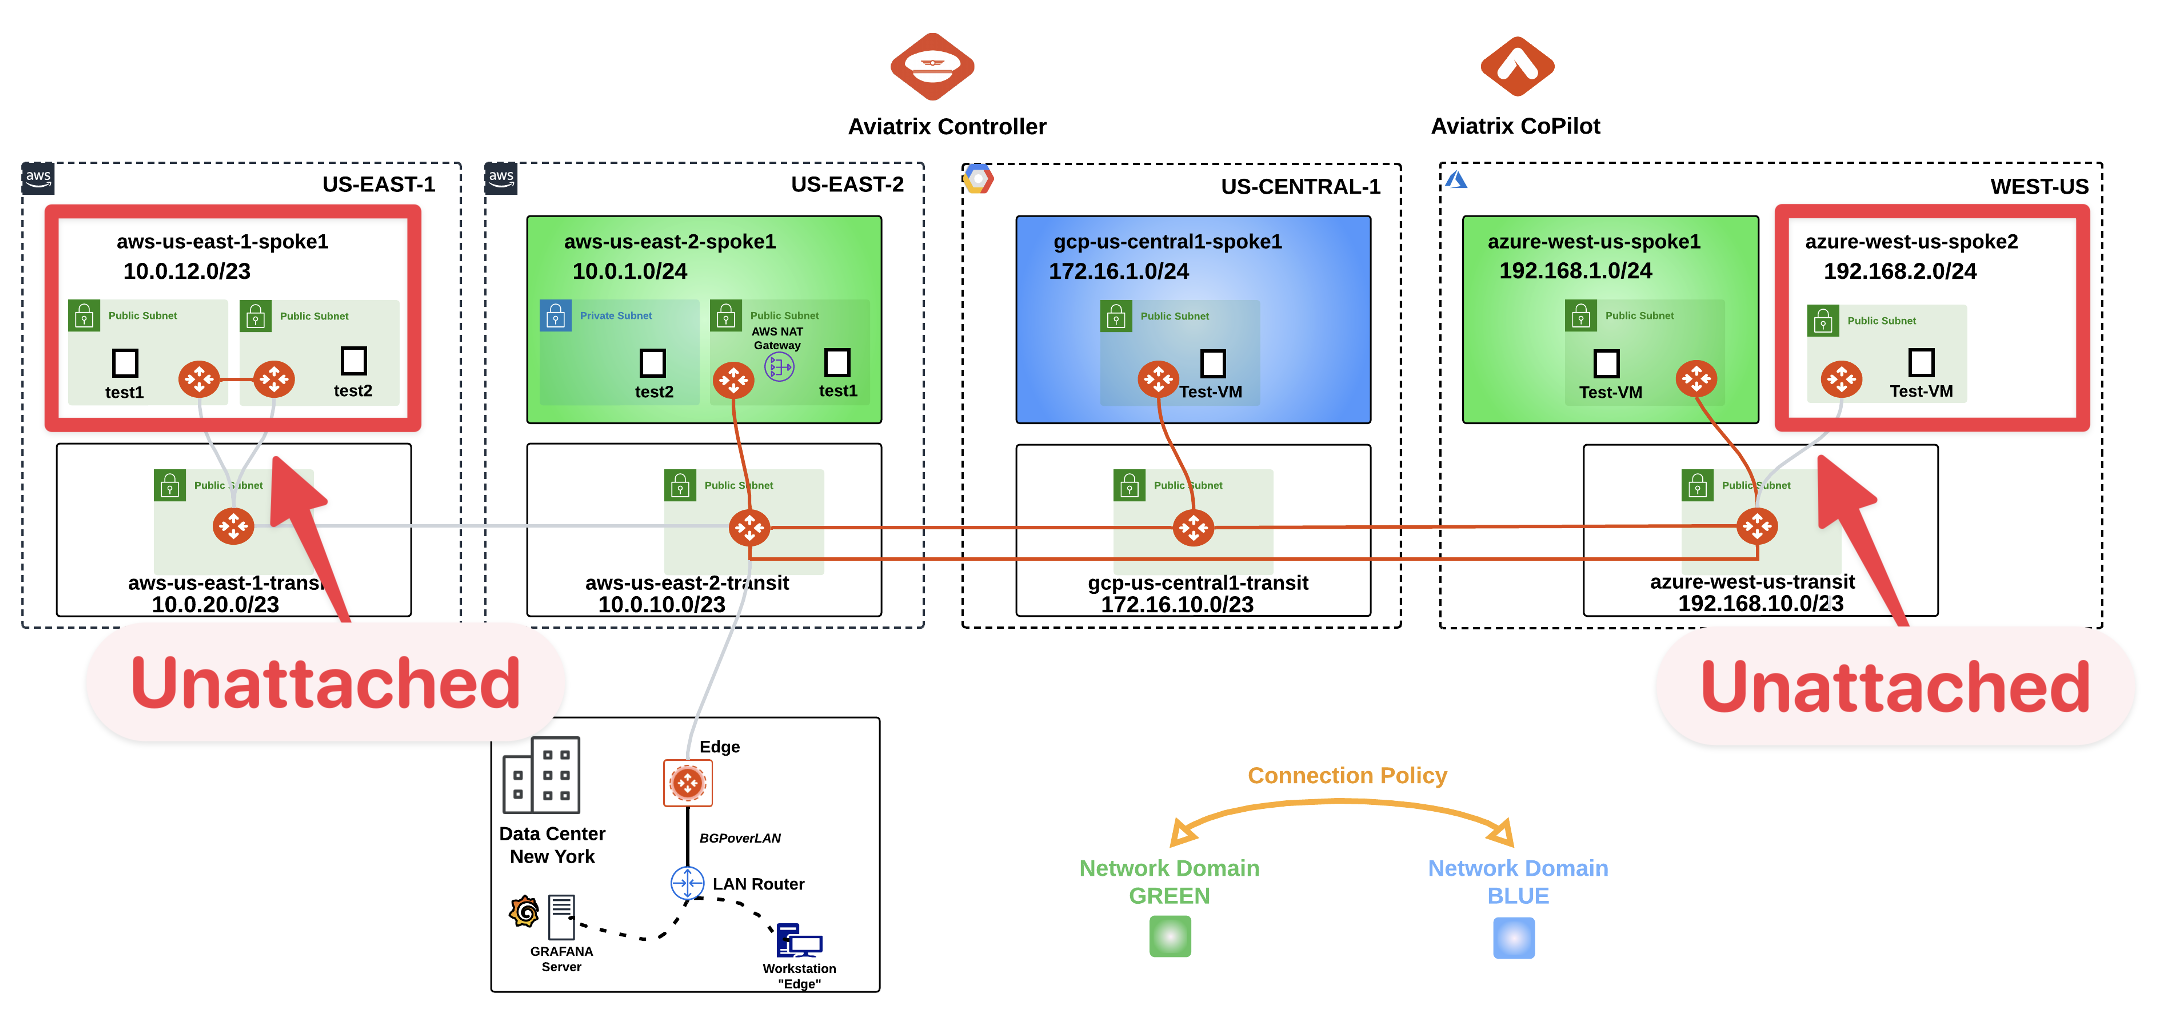 Aviatrix Controller
Aviatrix CoPilot
aws
US-EAST-1
aws-us-east-1-spoke1
10.0.12.0/23
Public Subnet
Public Subnet
test1
test2
Public Subnet
aws-us-east-1-transit
10.0.20.0/23
Unattached
aws
US-EAST-2
aws-us-east-2-spoke1
10.0.1.0/24
Private Subnet
Public Subnet
AWS NAT
Gateway
test2
test1
Public Subnet
aws-us-east-2-transit
10.0.10.0/23
US-CENTRAL-1
gcp-us-central1-spoke1
172.16.1.0/24
Public Subnet
Test-VM
Public Subnet
gcp-us-central1-transit
172.16.10.0/23
WEST-US
azure-west-us-spoke1
192.168.1.0/24
Public Subnet
Test-VM
azure-west-us-spoke2
192.168.2.0/24
Public Subnet
Test-VM
Public Subnet
azure-west-us-transit
192.168.10.0/23
Unattached
Edge
Data Center
New York
BGPoverLAN
LAN Router
GRAFANA
Server
Workstation
"Edge"
Connection Policy
Network Domain
GREEN
Network Domain
BLUE